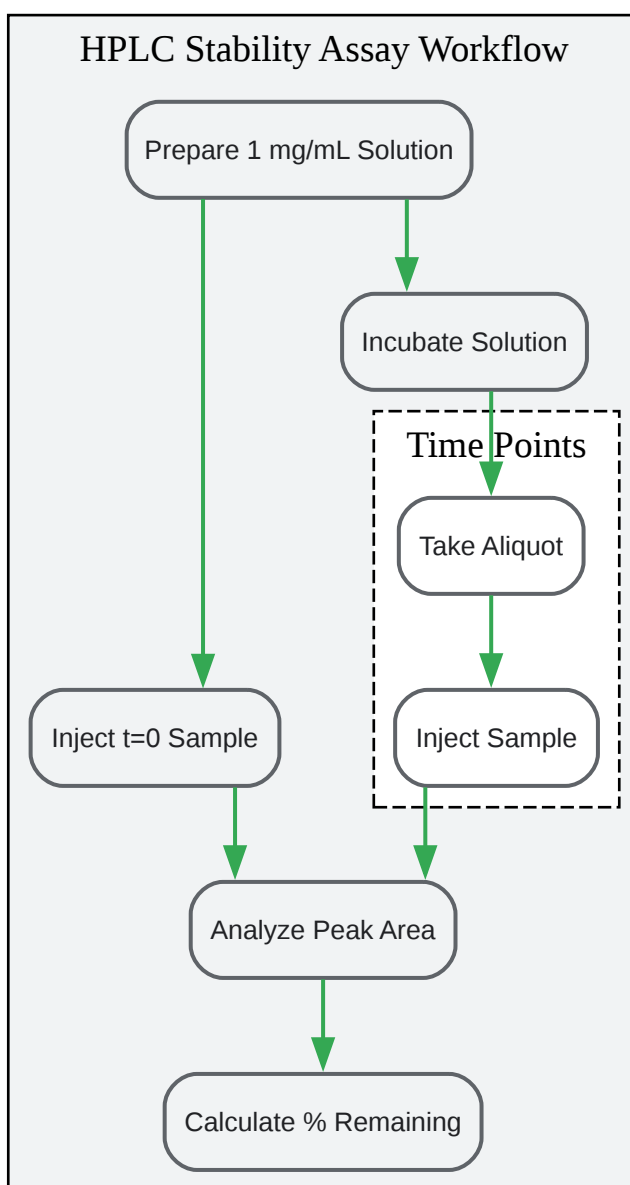 HPLC Stability Assay Workflow
Prepare 1 mg/mL Solution
Incubate Solution
Time Points
Take Aliquot
Inject t=0 Sample
Inject Sample
Analyze Peak Area
Calculate % Remaining